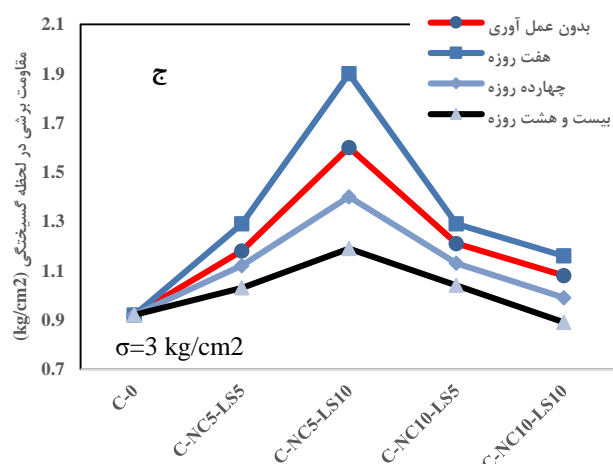 2.1
1.9
1.7
1.5
1.3
1.1
0.9
0.7
مقاومت برشی در لحظه گسیختگی
(kg/cm2)
ج
بدون عمل آوری
هفت روزه
چهارده روزه
بیست و هشت روزه
σ=3 kg/cm2
C-0
C-NC5-LS5
C-NC5-LS10
C-NC10-LS5
C-NC10-LS10